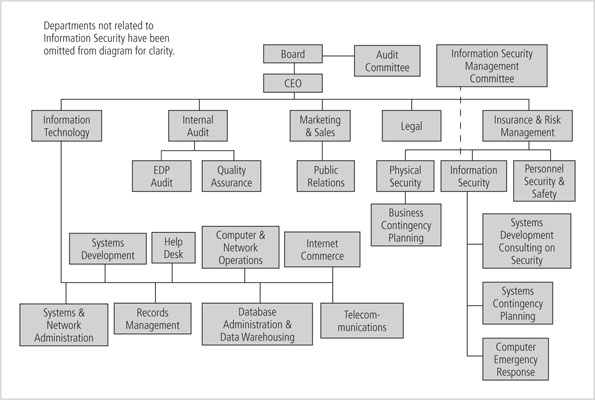 Departments not related to
Information Security have been
omitted from diagram for clarity.
Board
Audit
Committee
Information Security
Management
Committee
CEO
Information
Technology
Internal
Audit
Marketing
& Sales
Legal
Insurance & Risk
Management
EDP
Audit
Quality
Assurance
Public
Relations
Physical
Security
Information
Security
Personnel
Security &
Safety
Business
Contingency
Planning
Systems
Development
Help
Desk
Computer &
Network
Operations
Internet
Commerce
Systems
Development
Consulting on
Security
Systems &
Network
Administration
Records
Management
Database
Administration &
Data Warehousing
Telecom-
munications
Systems
Contingency
Planning
Computer
Emergency
Response